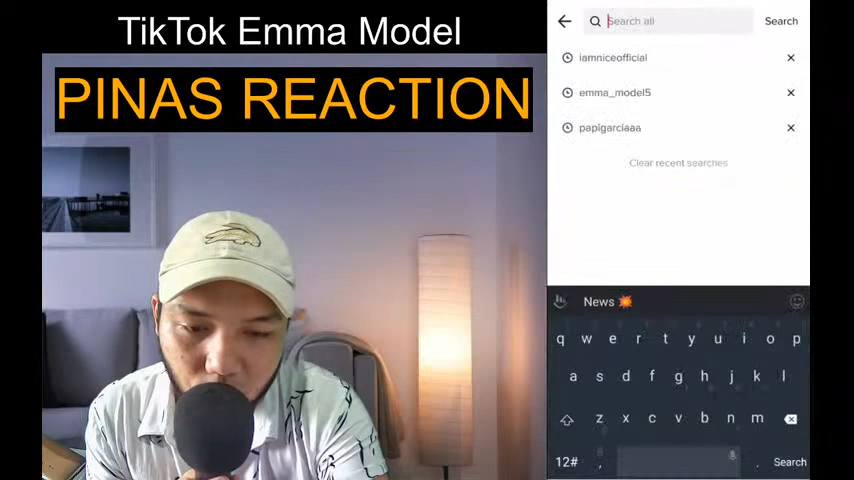 TikTok Emma Model
PINAS REACTION
Search all
Search
iamniceofficial
emma_model5
papigarciaaa
Clear recent searches
News 💥
q w e r t y u i o p
a s d f g h j k l
z x c v b n m
12# , . Search